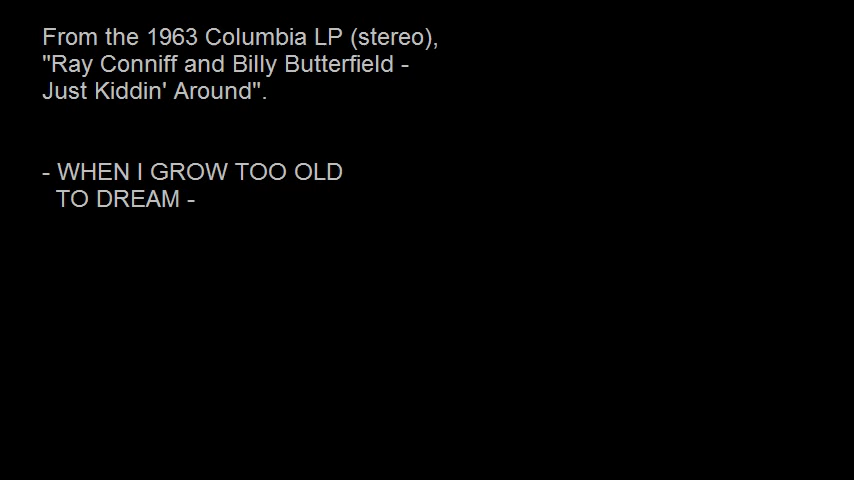 From the 1963 Columbia LP (stereo),
"Ray Conniff and Billy Butterfield -
Just Kiddin' Around".
- WHEN I GROW TOO OLD
TO DREAM -